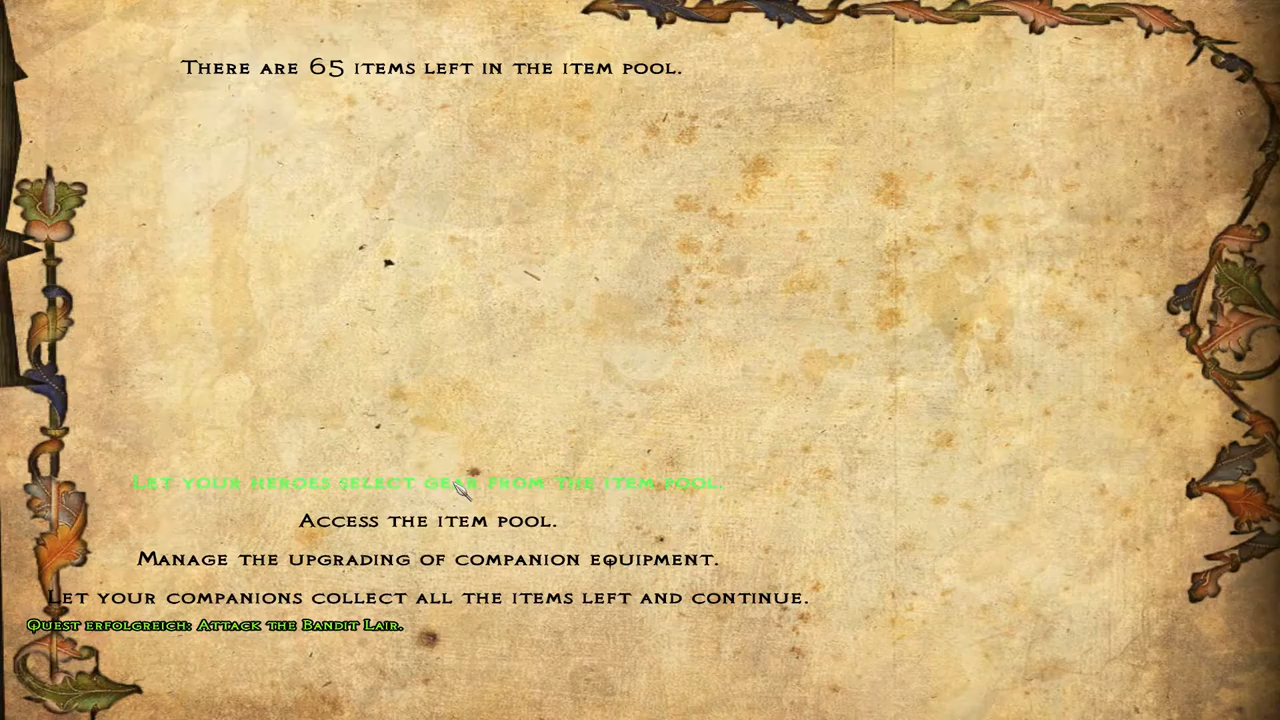 There are 65 items left in the item pool.
Let your heroes select gear from the item pool.
Access the item pool.
Manage the upgrading of companion equipment.
Let your companions collect all the items left and continue.
Quest erfolgreich: Attack the Bandit Lair.